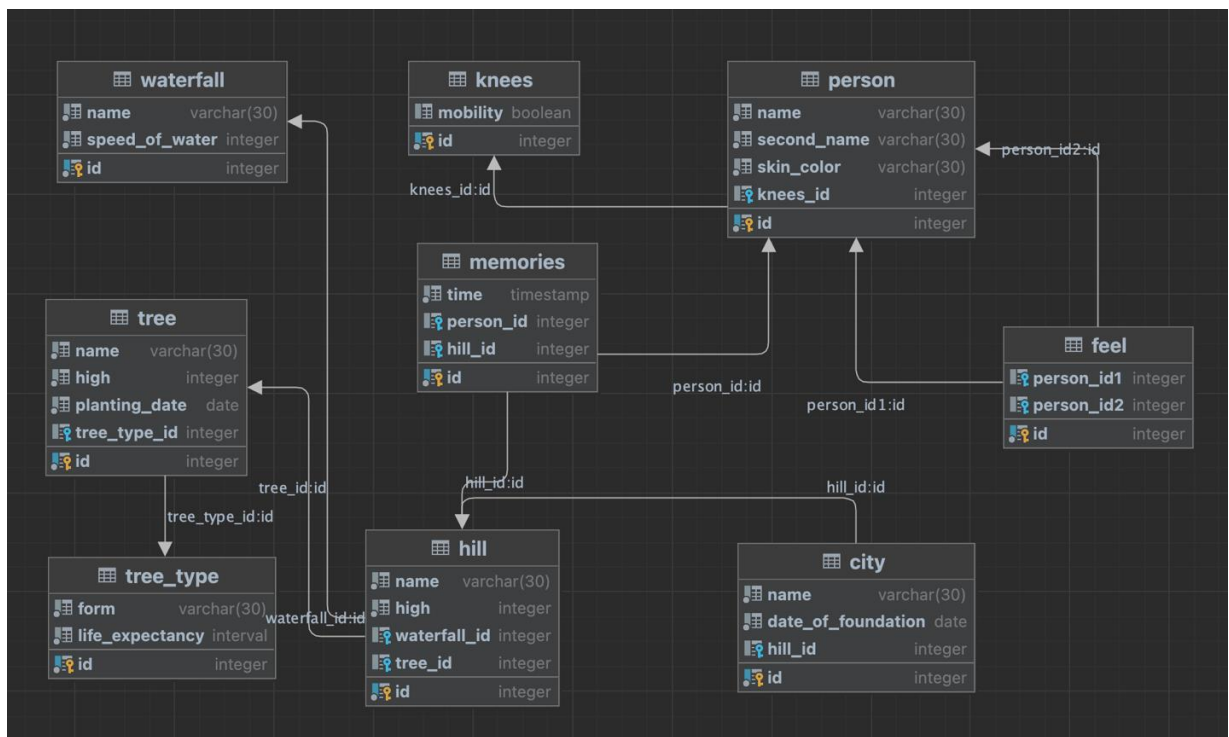 waterfall
name varchar(30)
speed_of_water integer
id integer
knees
mobility boolean
id integer
person
name varchar(30)
second_name varchar(30)
skin_color varchar(30)
knees_id integer
id integer
person_id2:id
knees_id:id
memories
time timestamp
person_id integer
hill_id integer
id integer
tree
name varchar(30)
high integer
planting_date date
tree_type_id integer
id integer
feel
person_id1 integer
person_id2 integer
id integer
person_id:id
person_id1:id
tree_id:id
hill_id:id
hill_id:id
tree_type_id:id
tree_type
form varchar(30)
life_expectancy interval
id integer
waterfall_id:id
hill
name varchar(30)
high integer
waterfall_id integer
tree_id integer
id integer
city
name varchar(30)
date_of_foundation date
hill_id integer
id integer